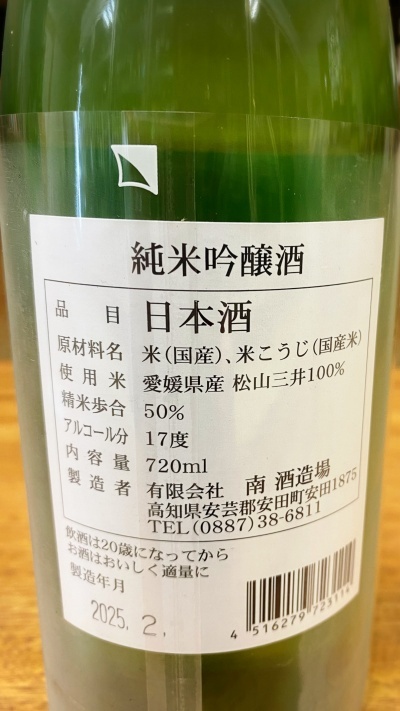 純米吟醸酒
品目 日本酒
原材料名 米(国産)、米こうじ(国産米)
使用米 愛媛県産 松山三井100%
精米歩合 50%
アルコール分 17度
内容量 720ml
製造者 有限会社 南酒造場
高知県安芸郡安田町安田1875
TEL(0887)38-6811
飲酒は20歳になってから
お酒はおいしく適量に
製造年月
2025. 2.
4 516279 723114